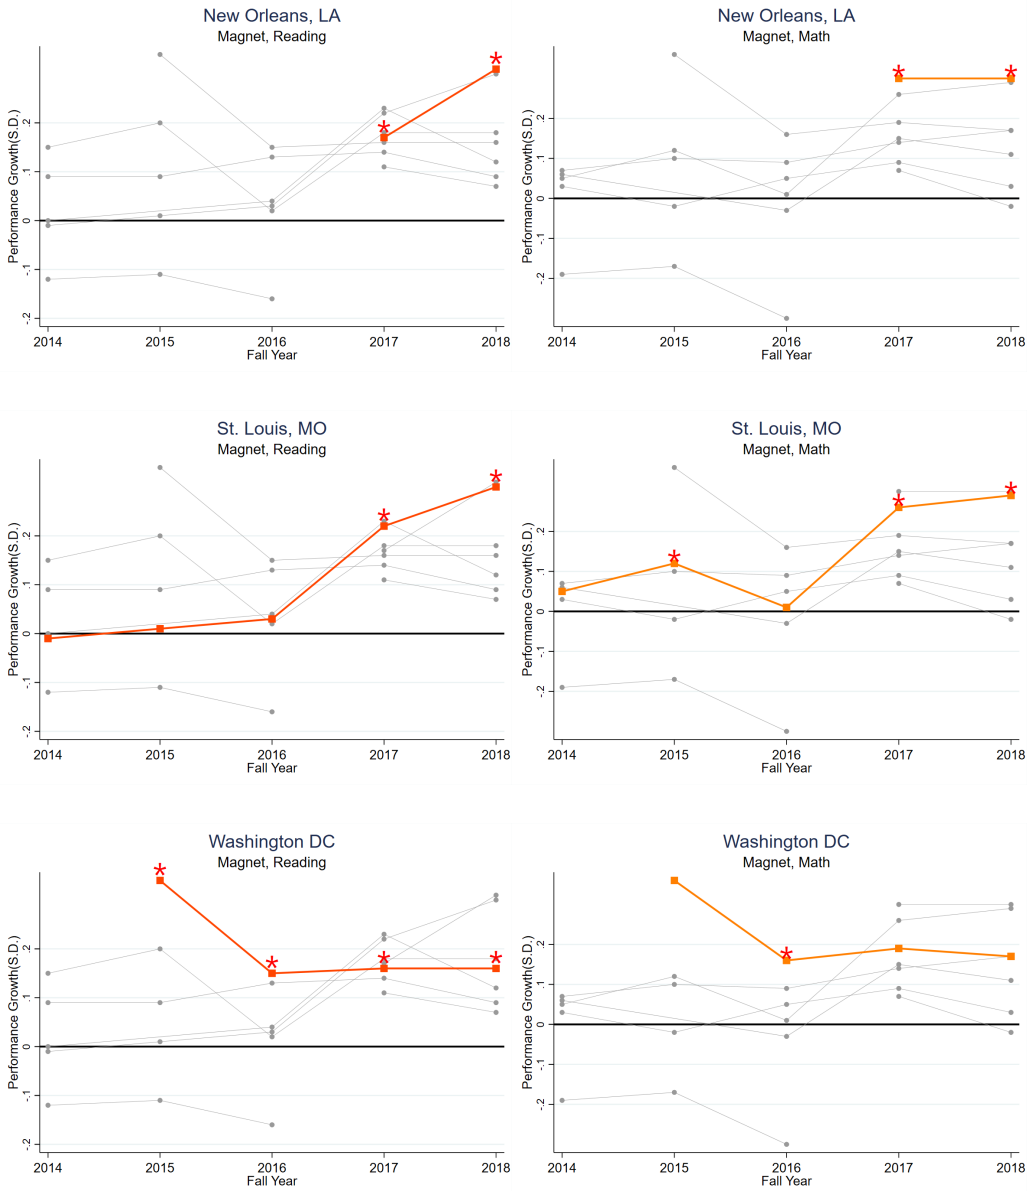 New Orleans, LA
Magnet, Reading
Performance Growth(S.D.)
.2
.1
0
-.1
-.2
2014 2015 2016 2017 2018
Fall Year
New Orleans, LA
Magnet, Math
Performance Growth(S.D.)
.2
.1
0
-.1
-.2
2014 2015 2016 2017 2018
Fall Year
St. Louis, MO
Magnet, Reading
Performance Growth(S.D.)
.2
.1
0
-.1
-.2
2014 2015 2016 2017 2018
Fall Year
St. Louis, MO
Magnet, Math
Performance Growth(S.D.)
.2
.1
0
-.1
-.2
2014 2015 2016 2017 2018
Fall Year
Washington DC
Magnet, Reading
Performance Growth(S.D.)
.2
.1
0
-.1
-.2
2014 2015 2016 2017 2018
Fall Year
Washington DC
Magnet, Math
Performance Growth(S.D.)
.2
.1
0
-.1
-.2
2014 2015 2016 2017 2018
Fall Year